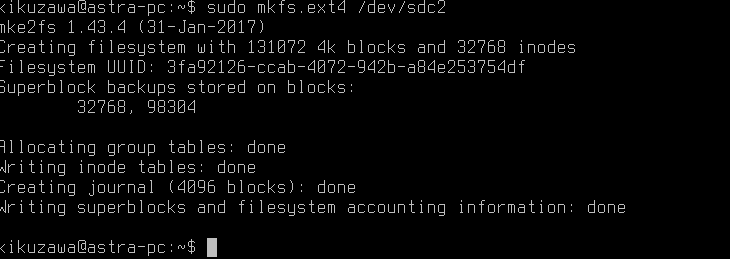 kikuzawa@astra-pc:~$ sudo mkfs.ext4 /dev/sdc2
mke2fs 1.43.4 (31-Jan-2017)
Creating filesystem with 131072 4k blocks and 32768 inodes
Filesystem UUID: 3fa92126-ccab-4072-942b-a84e253754df
Superblock backups stored on blocks:
        32768, 98304

Allocating group tables: done
Writing inode tables: done
Creating journal (4096 blocks): done
Writing superblocks and filesystem accounting information: done

kikuzawa@astra-pc:~$